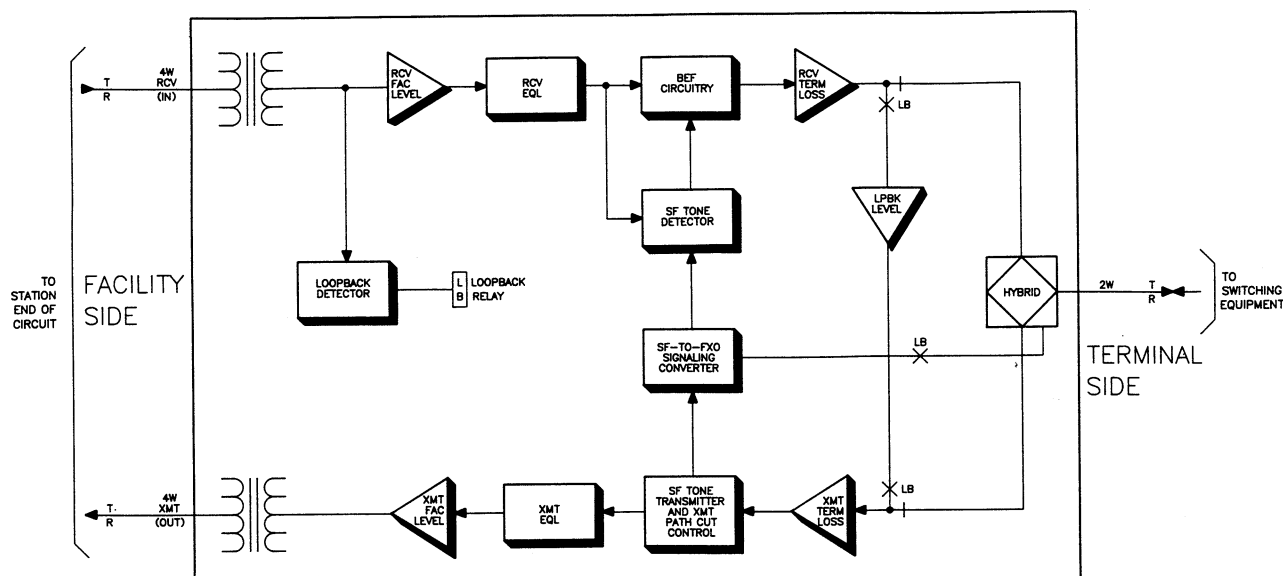 4W
T RCV
R (IN)
RCV
FAC
LEVEL
RCV
EQL
BEF
CIRCUITRY
RCV
TERM
LOSS
LB
SF TONE
DETECTOR
LPBK
LEVEL
TO
STATION
END OF
CIRCUIT
FACILITY
SIDE
LOOPBACK
DETECTOR
L
B
LOOPBACK
RELAY
HYBRID
2W T
R
TO
SWITCHING
EQUIPMENT
SF-TO-FXO
SIGNALING
CONVERTER
LB
TERMINAL
SIDE
4W
T. XMT
R (OUT)
XMT
FAC
LEVEL
XMT
EQL
SF TONE
TRANSMITTER
AND XMT
PATH CUT
CONTROL
XMT
TERM
LOSS
LB